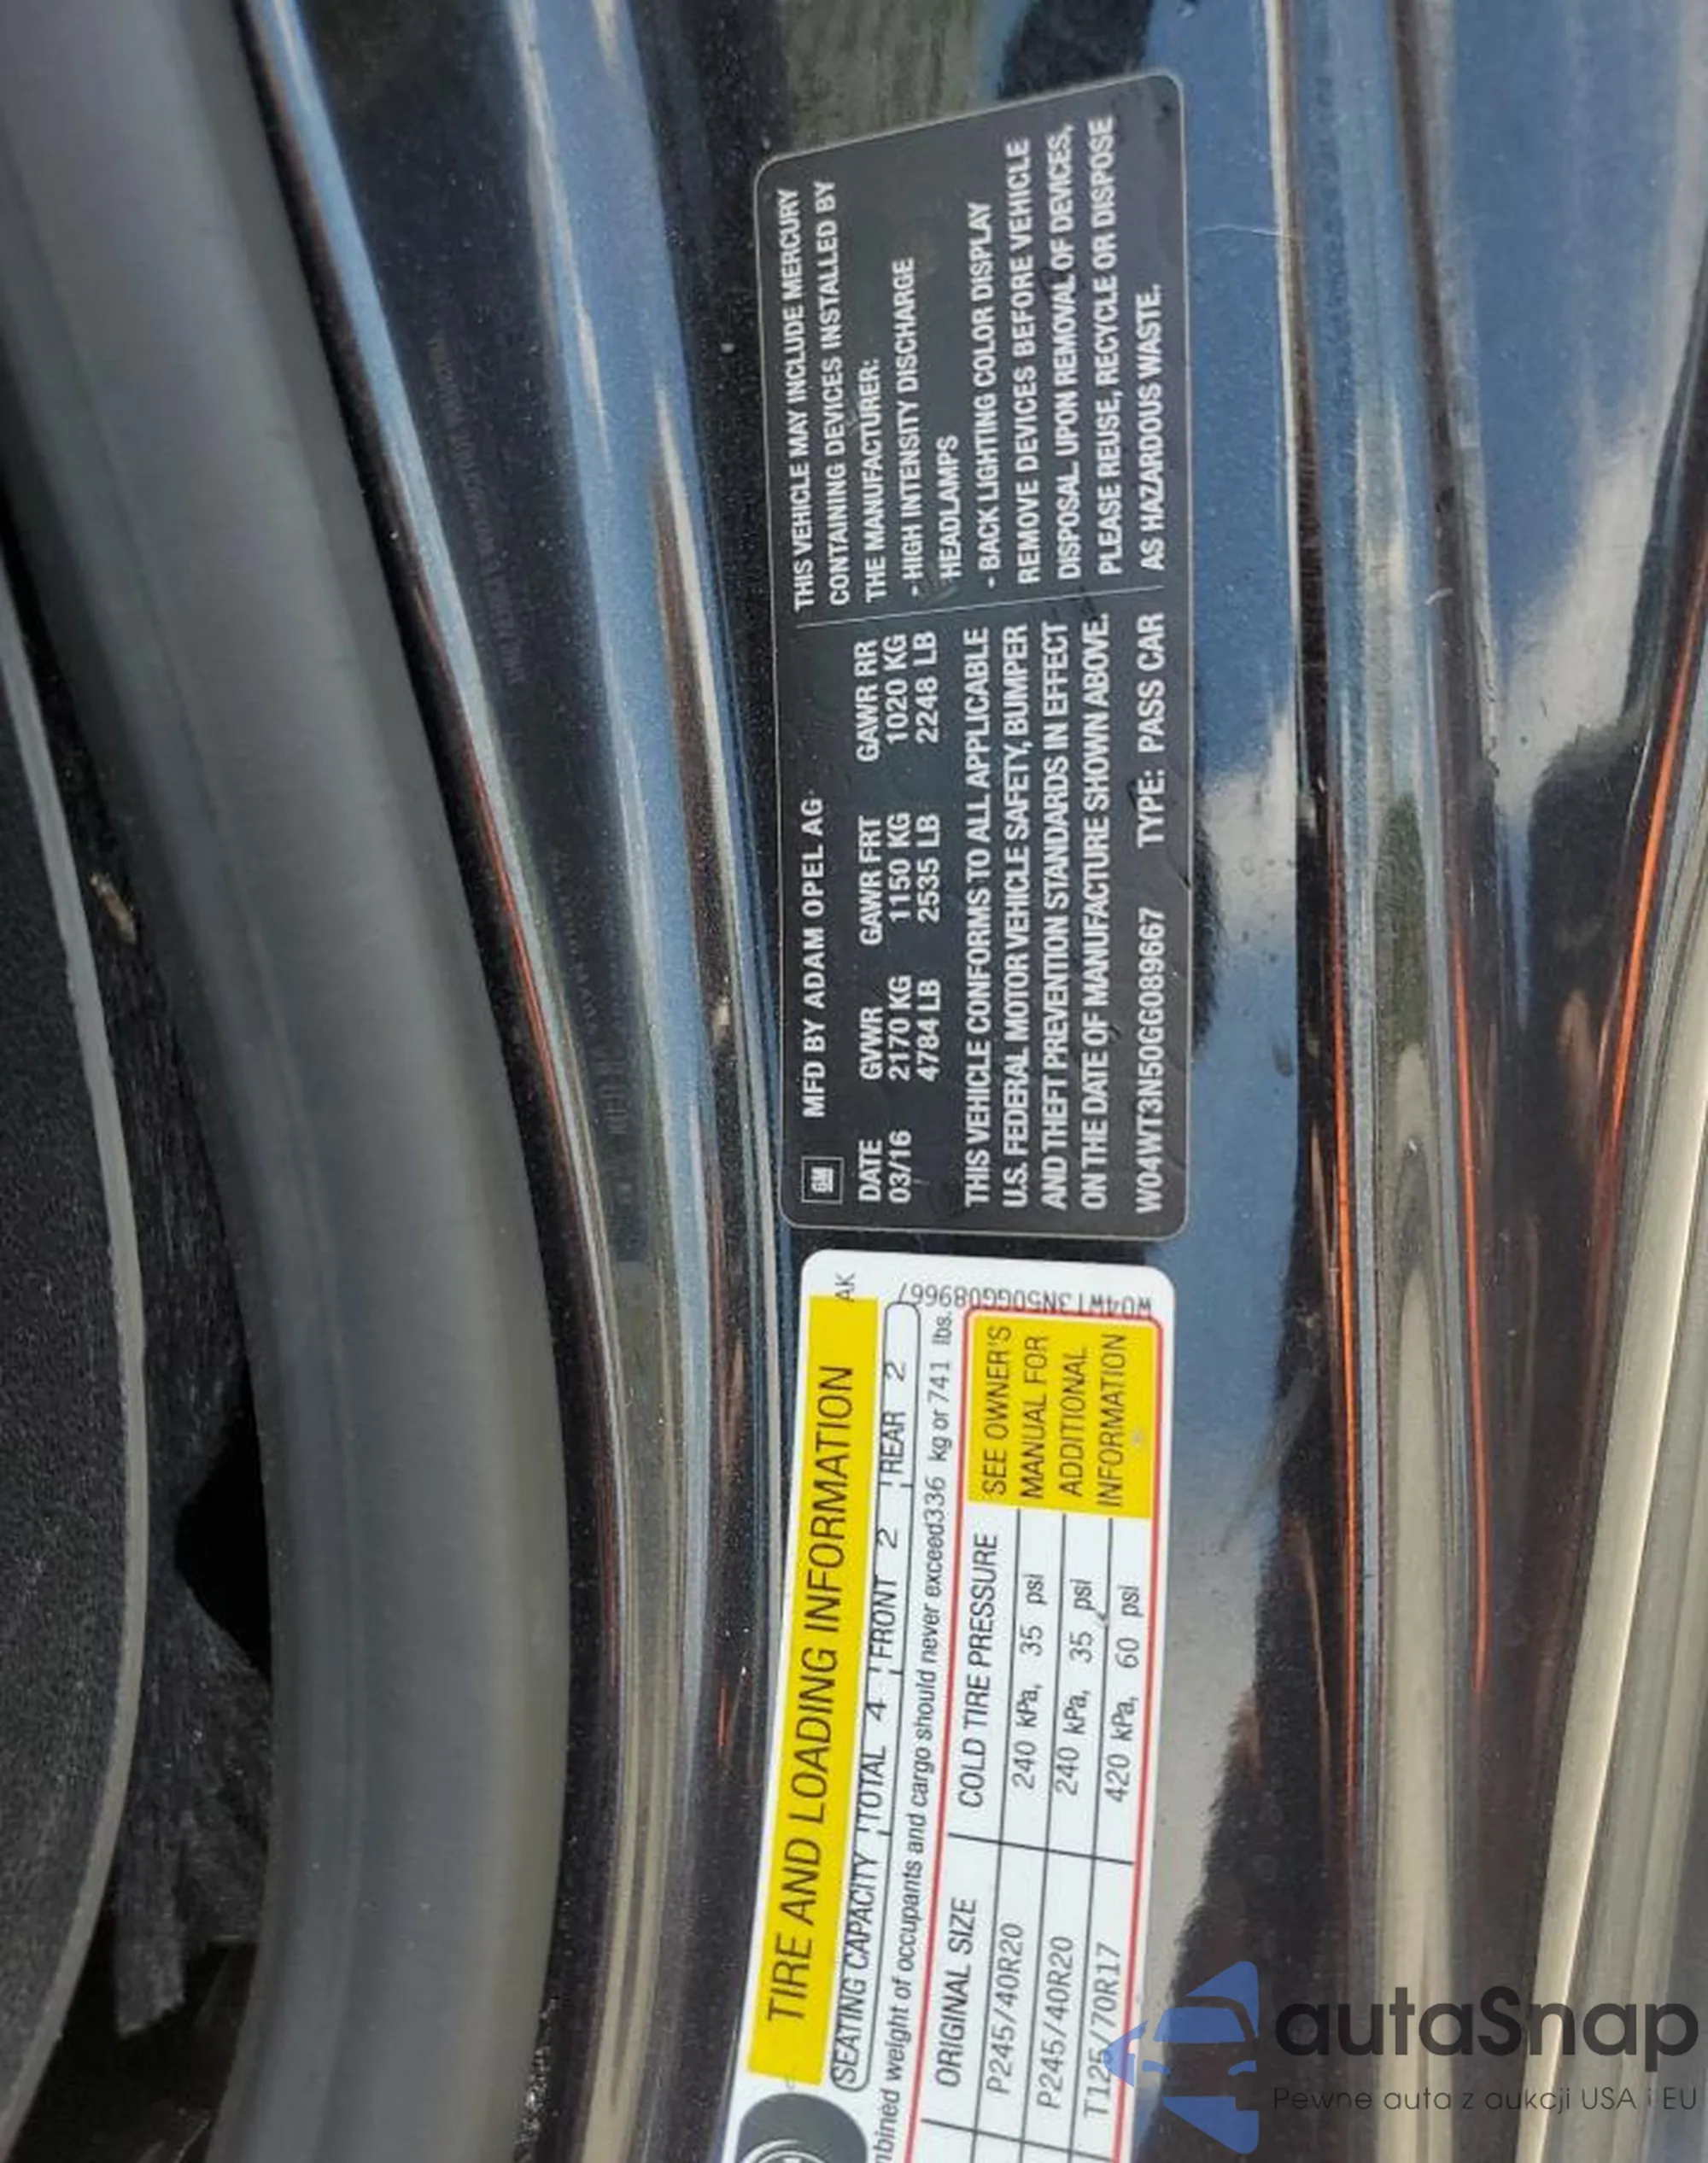 GM MFD BY ADAM OPEL AG
DATE GVWR GAWR FRT GAWR RR
03/16 2170 KG 1150 KG 1020 KG
4784 LB 2535 LB 2248 LB
THIS VEHICLE CONFORMS TO ALL APPLICABLE
U.S. FEDERAL MOTOR VEHICLE SAFETY, BUMPER
AND THEFT PREVENTION STANDARDS IN EFFECT
ON THE DATE OF MANUFACTURE SHOWN ABOVE.
W04WT3N50GG089667 TYPE: PASS CAR
THIS VEHICLE MAY INCLUDE MERCURY
CONTAINING DEVICES INSTALLED BY
THE MANUFACTURER:
- HIGH INTENSITY DISCHARGE
HEADLAMPS
- BACK LIGHTING COLOR DISPLAY
REMOVE DEVICES BEFORE VEHICLE
DISPOSAL UPON REMOVAL OF DEVICES,
PLEASE REUSE, RECYCLE OR DISPOSE
AS HAZARDOUS WASTE.
TIRE AND LOADING INFORMATION
AK
SEATING CAPACITY TOTAL 4 FRONT 2 REAR 2
weight of occupants and cargo should never exceed 336 kg or 741 lbs.
ORIGINAL SIZE COLD TIRE PRESSURE
P245/40R20 240 kPa, 35 psi
P245/40R20 240 kPa, 35 psi
T125/70R17 420 kPa, 60 psi
SEE OWNER'S
MANUAL FOR
ADDITIONAL
INFORMATION
W04WT3N50GG089667
autaSnap
Pewne auta z aukcji USA i EU